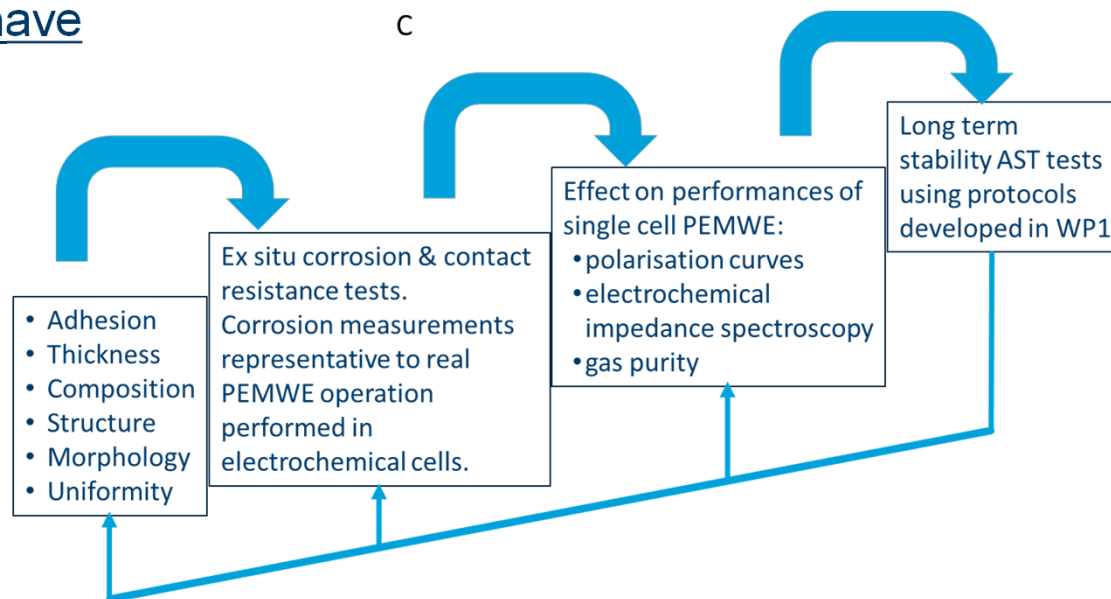 have
C
• Adhesion
• Thickness
• Composition
• Structure
• Morphology
• Uniformity
Ex situ corrosion & contact
resistance tests.
Corrosion measurements
representative to real
PEMWE operation
performed in
electrochemical cells.
Effect on performances of
single cell PEMWE:
•polarisation curves
•electrochemical
impedance spectroscopy
•gas purity
Long term
stability AST tests
using protocols
developed in WP1